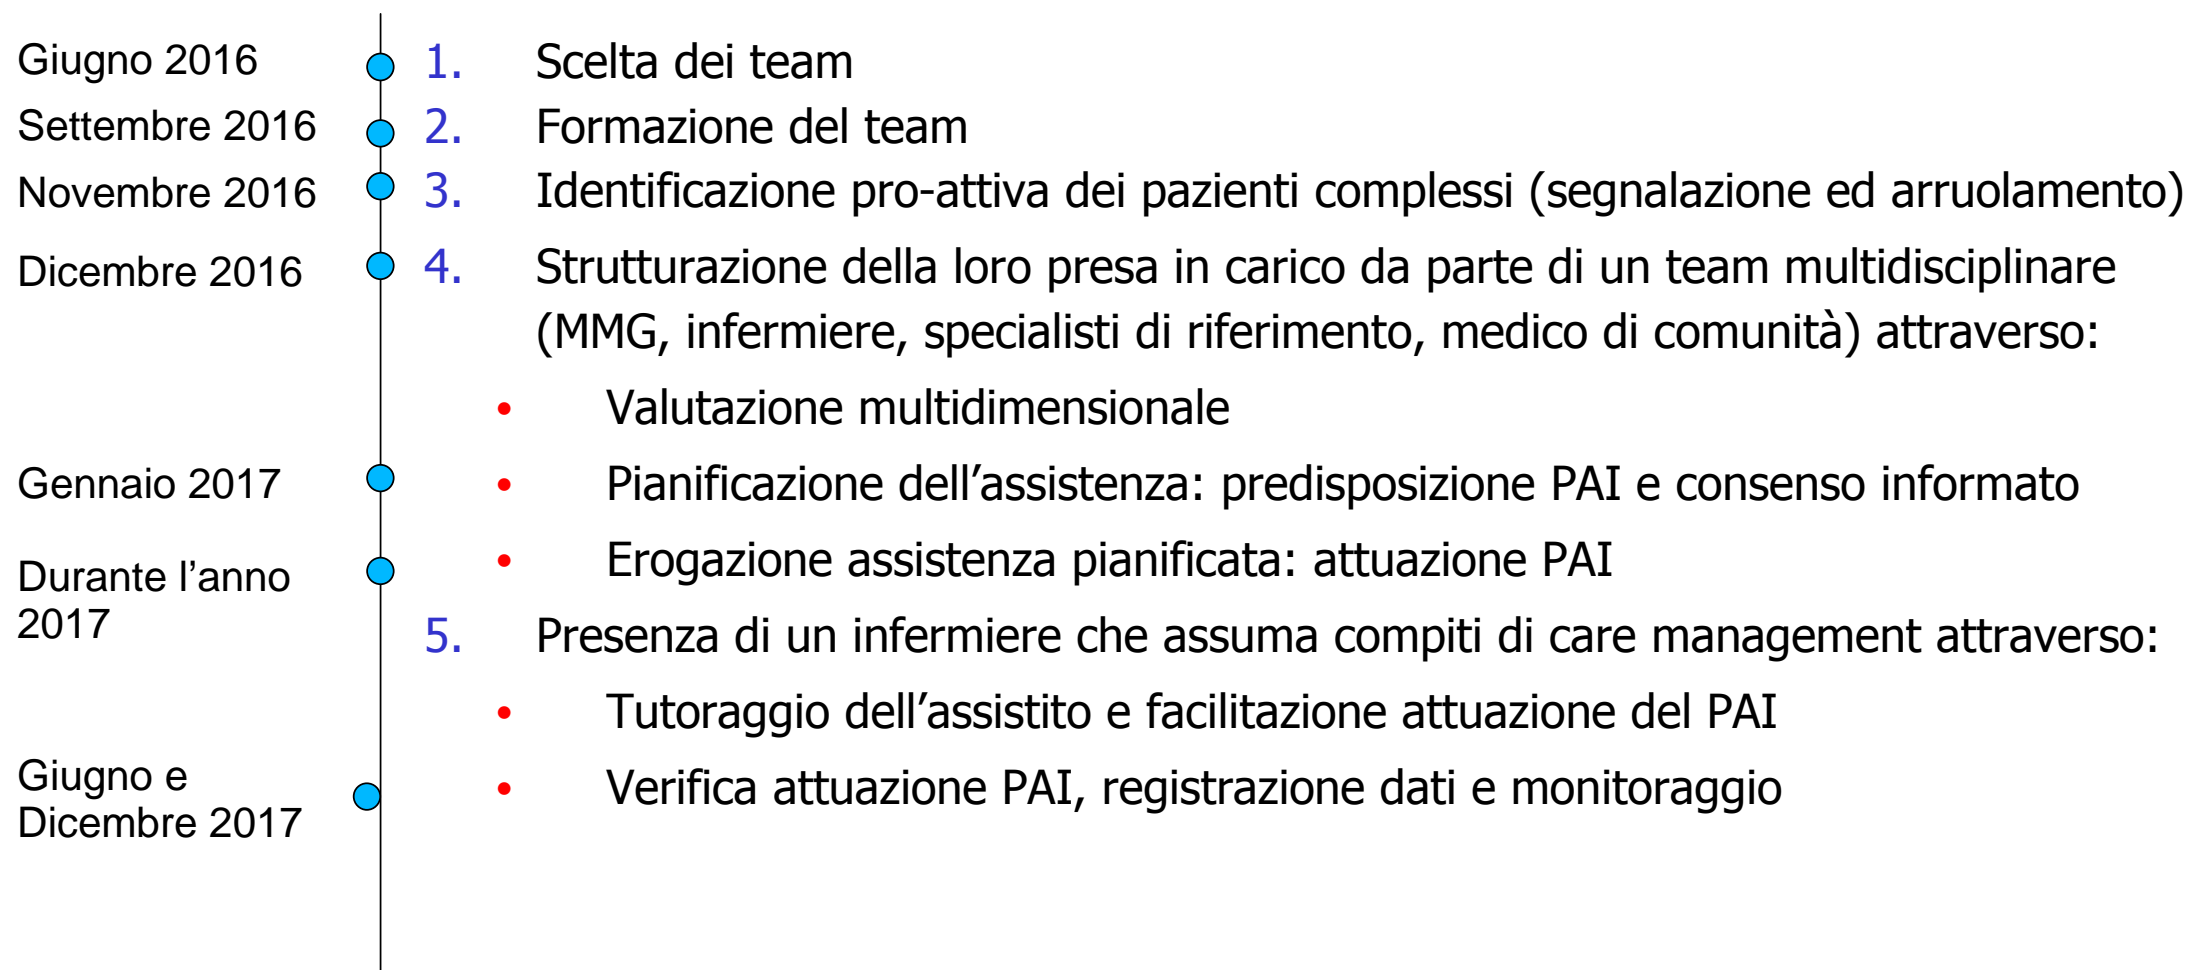 Giugno 2016
1. Scelta dei team
Settembre 2016
2. Formazione del team
Novembre 2016
3. Identificazione pro-attiva dei pazienti complessi (segnalazione ed arruolamento)
Dicembre 2016
4. Strutturazione della loro presa in carico da parte di un team multidisciplinare
(MMG, infermiere, specialisti di riferimento, medico di comunità) attraverso:
• Valutazione multidimensionale
Gennaio 2017
• Pianificazione dell’assistenza: predisposizione PAI e consenso informato
Durante l’anno
2017
• Erogazione assistenza pianificata: attuazione PAI
5. Presenza di un infermiere che assuma compiti di care management attraverso:
• Tutoraggio dell’assistito e facilitazione attuazione del PAI
Giugno e
Dicembre 2017
• Verifica attuazione PAI, registrazione dati e monitoraggio